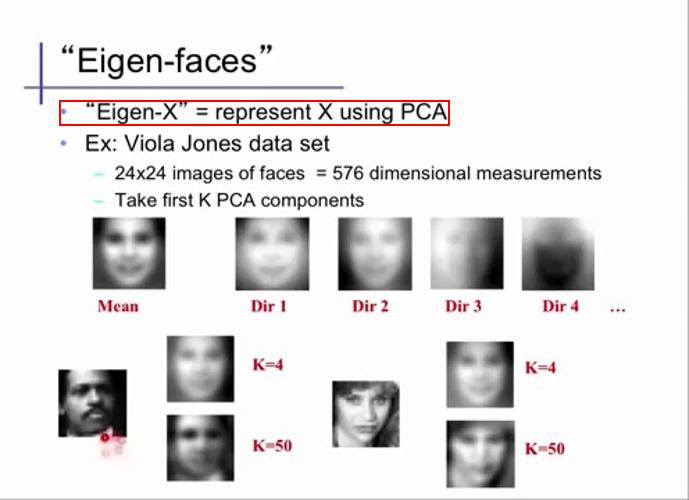 “Eigen-faces”
“Eigen-X” = represent X using PCA
Ex: Viola Jones data set
24x24 images of faces = 576 dimensional measurements
Take first K PCA components
Mean Dir 1 Dir 2 Dir 3 Dir 4 ...
K=4 K=4
K=50 K=50